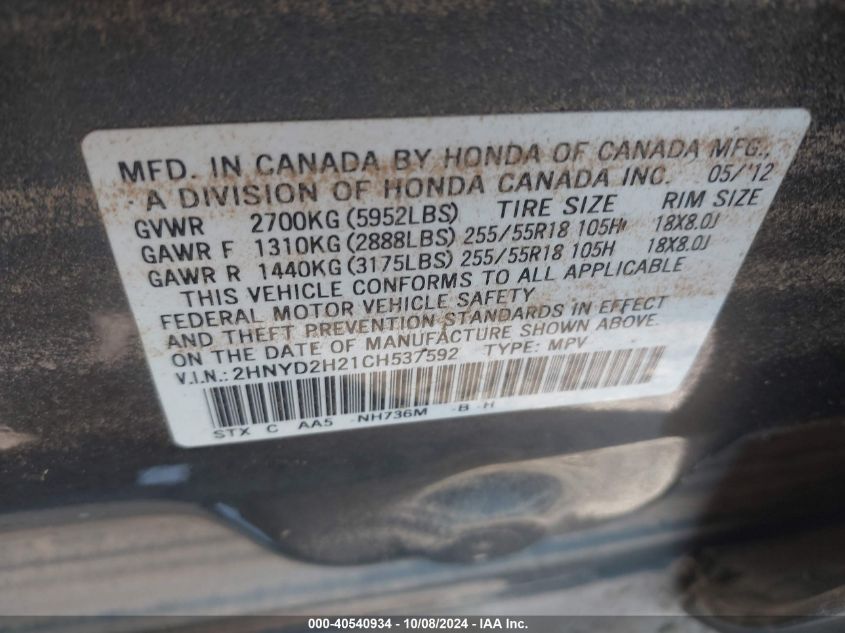 MFD. IN CANADA BY HONDA OF CANADA MFG.,
A DIVISION OF HONDA CANADA INC. 05/'12
GVWR 2700KG (5952LBS) TIRE SIZE RIM SIZE
GAWR F 1310KG (2888LBS) 255/55R18 105H 18X8.0J
GAWR R 1440KG (3175LBS) 255/55R18 105H 18X8.0J
THIS VEHICLE CONFORMS TO ALL APPLICABLE
FEDERAL MOTOR VEHICLE SAFETY
AND THEFT PREVENTION STANDARDS IN EFFECT
ON THE DATE OF MANUFACTURE SHOWN ABOVE.
V.I.N.: 2HNYD2H21CH537592 TYPE: MPV
STX C AA5 -NH736M -B -H
000-40540934 - 10/08/2024 - IAA Inc.